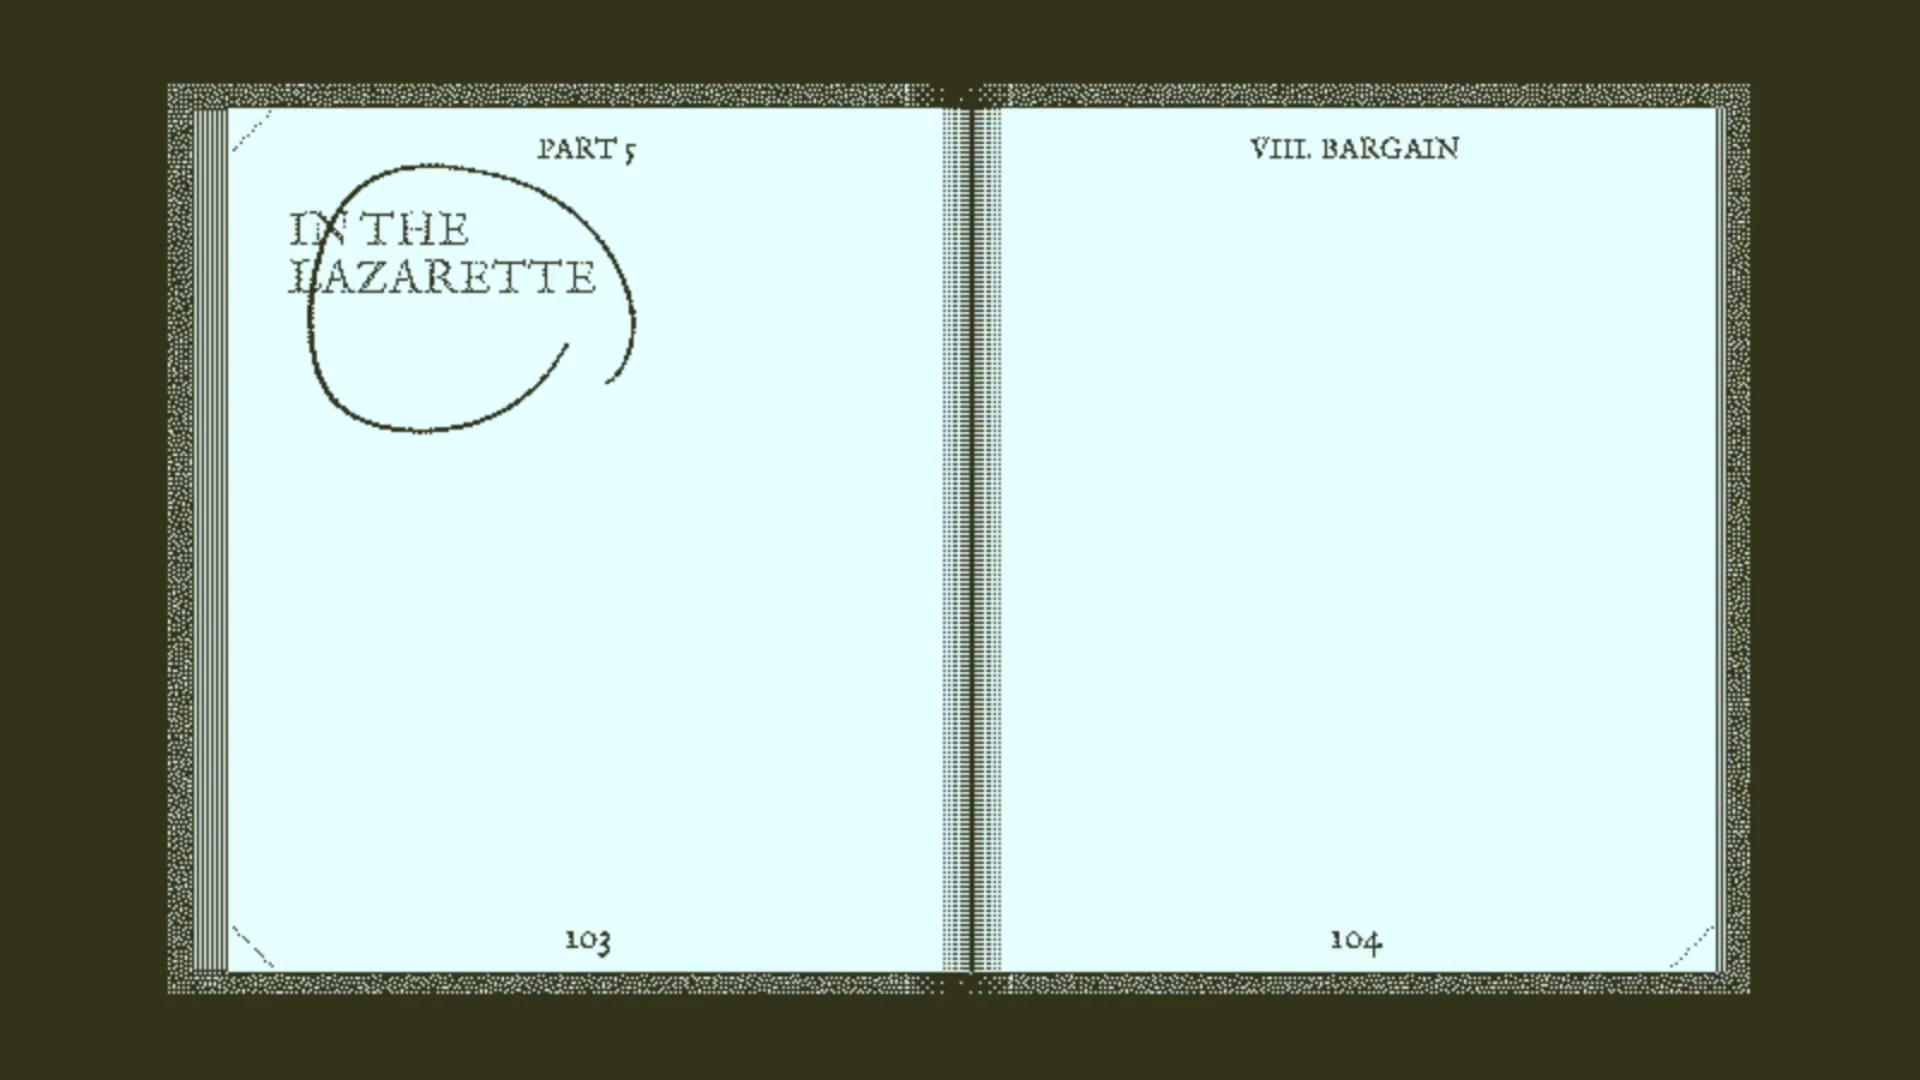 PART 5
IN THE
LAZARETTE
103
VIII. BARGAIN
104